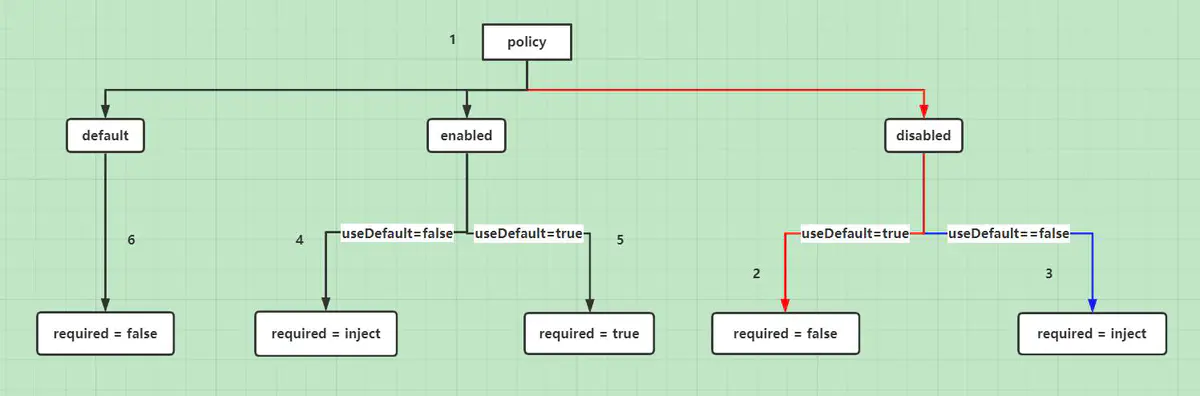 1
policy
default
enabled
disabled
useDefault=false
useDefault=true
useDefault=true
useDefault==false
6
4
5
2
3
required = false
required = inject
required = true
required = false
required = inject